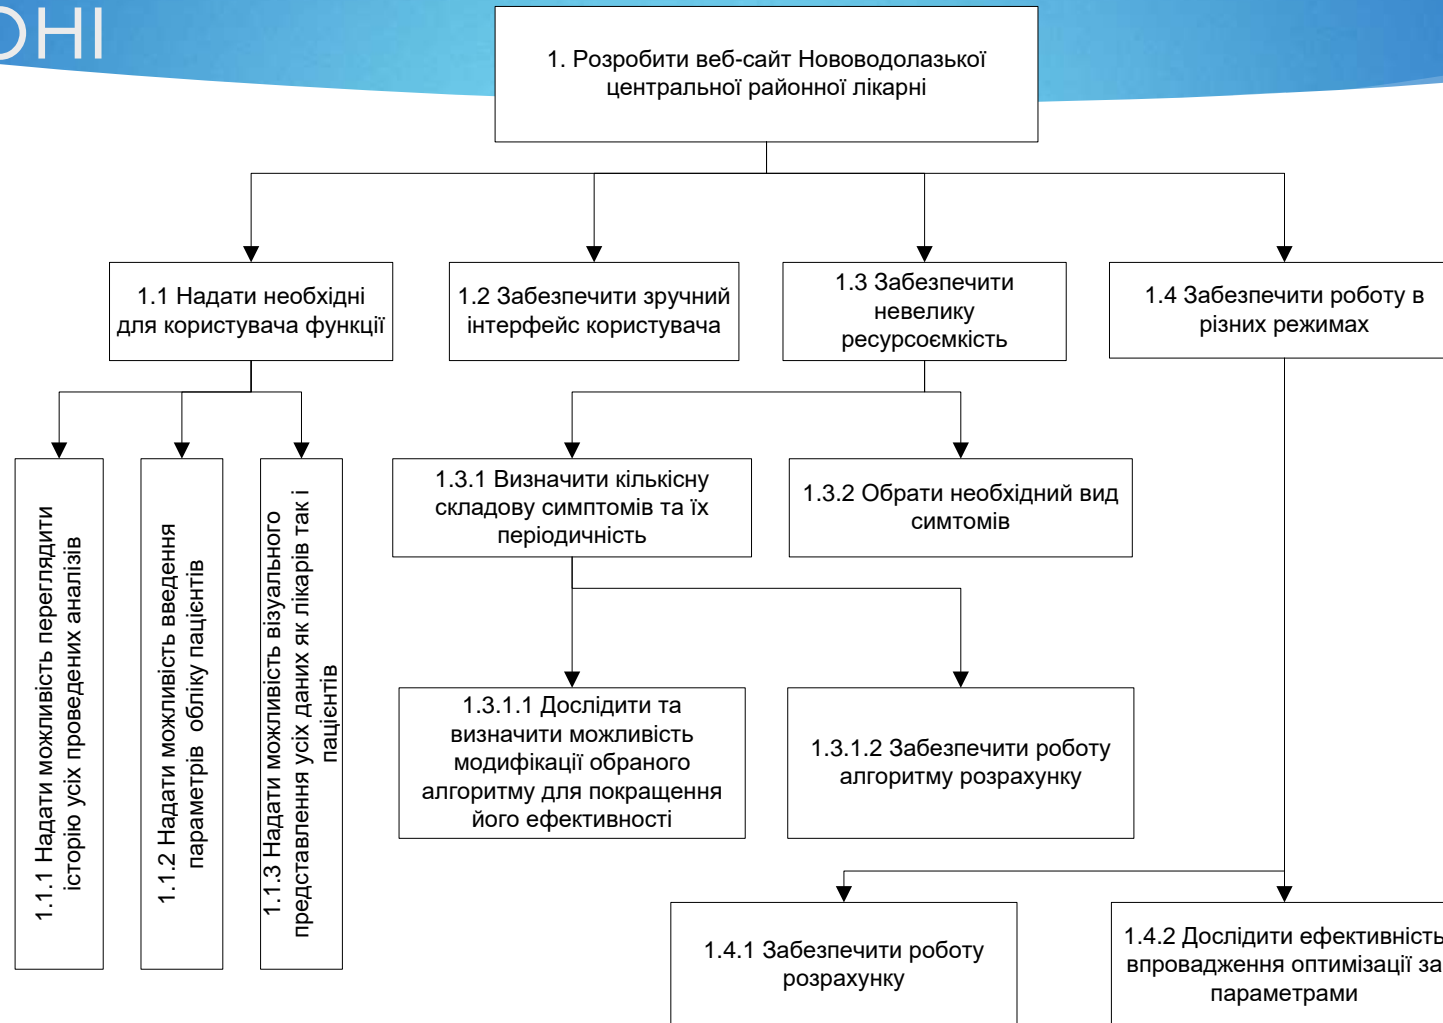 ОНІ
1. Розробити веб-сайт Нововодолазької
центральної районної лікарні
1.1 Надати необхідні
для користувача функції
1.2 Забезпечити зручний
інтерфейс користувача
1.3 Забезпечити
невелику
ресурсоємкість
1.4 Забезпечити роботу в
різних режимах
1.1.1 Надати можливість переглядити
історію усіх проведених аналізів
1.1.2 Надати можливість введення
параметрів обліку пацієнтів
1.1.3 Надати можливість візуального
представлення усіх даних як лікарів так і
пацієнтів
1.3.1 Визначити кількісну
складову симптомів та їх
періодичність
1.3.2 Обрати необхідний вид
симтомів
1.3.1.1 Дослідити та
визначити можливість
модифікації обраного
алгоритму для покращення
його ефективності
1.3.1.2 Забезпечити роботу
алгоритму розрахунку
1.4.1 Забезпечити роботу
розрахунку
1.4.2 Дослідити ефективність
впровадження оптимізації за
параметрами